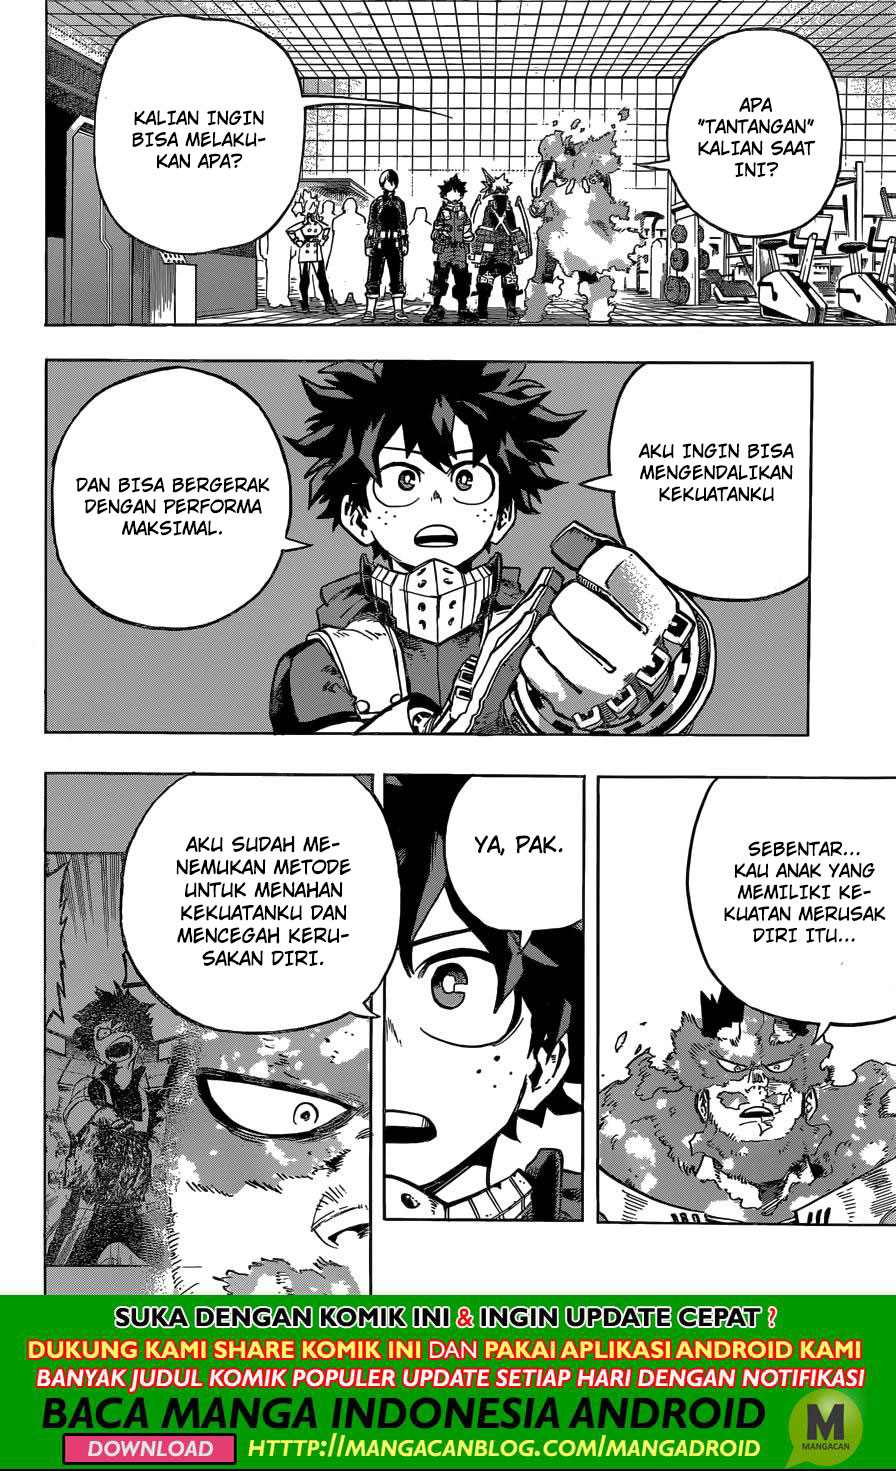 APA
"TANTANGAN"
KALIAN SAAT
INI?
KALIAN INGIN
BISA MELAKU-
KAN APA?
AKU INGIN BISA
MENGENDALIKAN
KEKUATANKU
DAN BISA BERGERAK
DENGAN PERFORMA
MAKSIMAL.
SEBENTAR...
KAU ANAK YANG
MEMILIKI KE-
KUATAN MERUSAK
DIRI ITU...
YA, PAK.
AKU SUDAH ME-
NEMUKAN METODE
UNTUK MENAHAN
KEKUATANKU DAN
MENCEGAH KERU-
SAKAN DIRI.
SUKA DENGAN KOMIK INI & INGIN UPDATE CEPAT ?
DUKUNG KAMI SHARE KOMIK INI DAN PAKAI APLIKASI ANDROID KAMI
BANYAK JUDUL KOMIK POPULER UPDATE SETIAP HARI DENGAN NOTIFIKASI
BACA MANGA INDONESIA ANDROID
DOWNLOAD HTTTP://MANGACANBLOG.COM/MANGADROID
M
MANGACAN